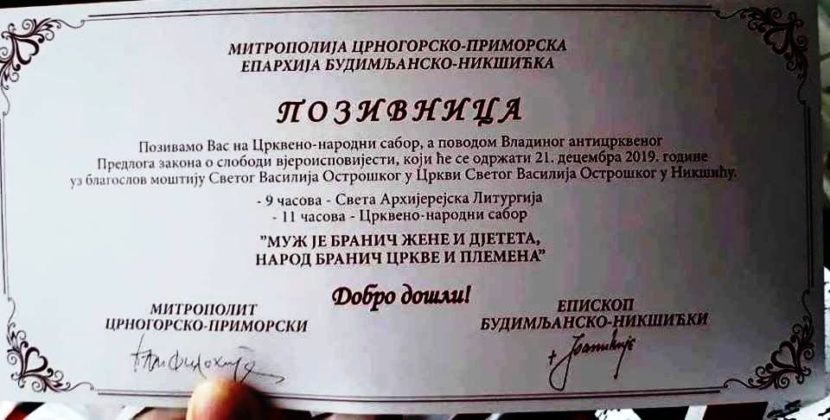 МИТРОПОЛИЈА ЦРНОГОРСКО-ПРИМОРСКА
ЕПАРХИЈА БУДИМЉАНСКО-НИКШИЋКА
ПОЗИВНИЦА
Позивамо Вас на Црквено-народни сабор, а поводом Владиног антицрквеног
Предлога закона о слободи вјероисповијести, који ће се одржати 21. децембра 2019. године
уз благослов моштију Светог Василија Острошког у Цркви Светог Василија Острошког у Никшићу.
- 9 часова - Света Архијерејска Литургија
- 11 часова - Црквено-народни сабор
"МУЖ ЈЕ БРАНИЧ ЖЕНЕ И ДЈЕТЕТА,
НАРОД БРАНИЧ ЦРКВЕ И ПЛЕМЕНА"
Добро дошли!
МИТРОПОЛИТ
ЦРНОГОРСКО-ПРИМОРСКИ
ЕПИСКОП
БУДИМЉАНСКО-НИКШИЋКИ